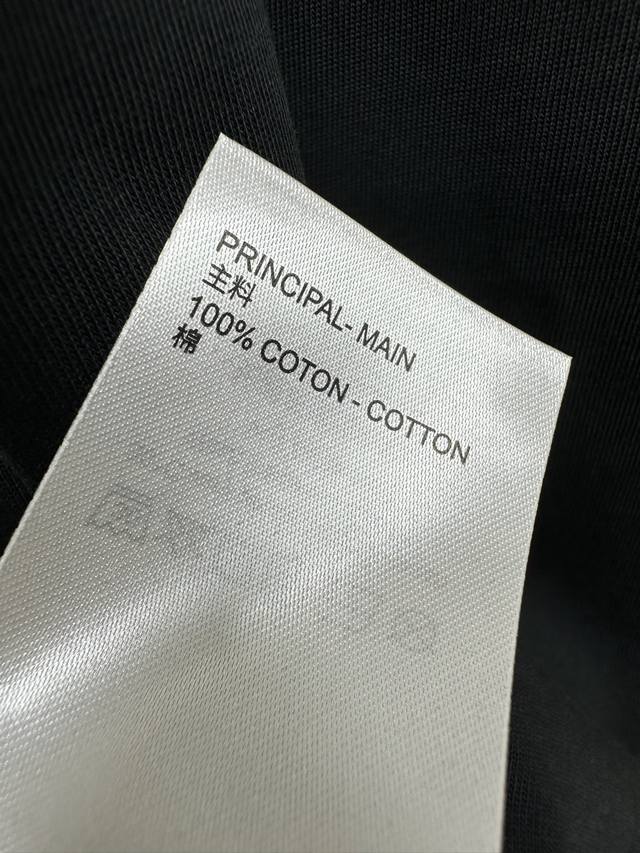 PRINCIPAL- MAIN
主料
100% COTON - COTTON
棉